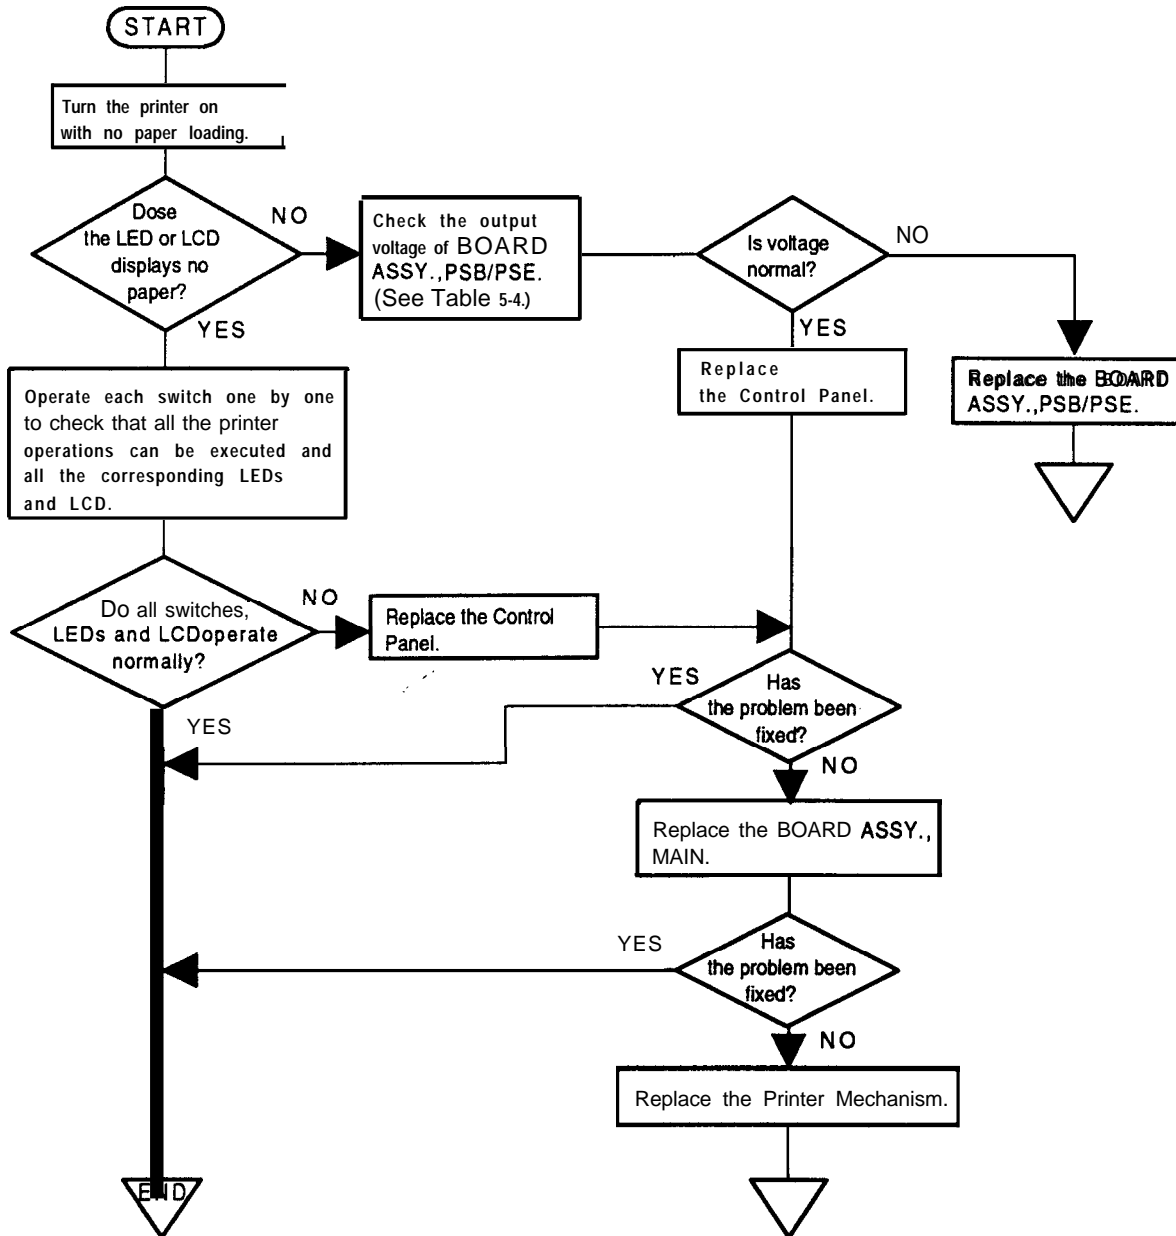 START
Turn the printer on
with no paper loading.
Dose
the LED or LCD
displays no
paper?
NO
YES
Check the output
voltage of BOARD
ASSY.,PSB/PSE.
(See Table 5-4.)
Is voltage
normal?
NO
YES
Replace
the Control Panel.
Replace the BOARD
ASSY.,PSB/PSE.
Operate each switch one by one
to check that all the printer
operations can be executed and
all the corresponding LEDs
and LCD.
Do all switches,
LEDs and LCDoperate
normally?
NO
YES
Replace the Control
Panel.
Has
the problem been
fixed?
YES
NO
Replace the BOARD ASSY.,
MAIN.
Has
the problem been
fixed?
YES
NO
Replace the Printer Mechanism.
END